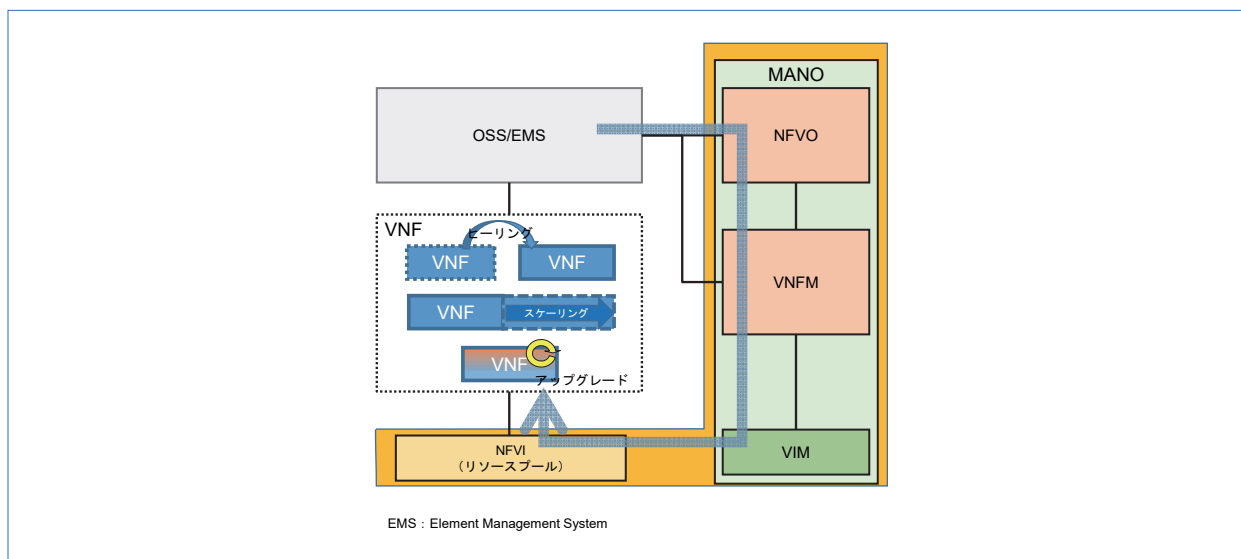 MANO
OSS/EMS
NFVO
VNF
ヒーリング
VNF
VNF
VNFM
VNF
スケーリング
VNF
アップグレード
NFVI
（リソースプール）
VIM
EMS：Element Management System